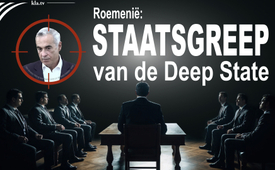 kla.tv
Roemenië:
STAATSGREEP
van de Deep State